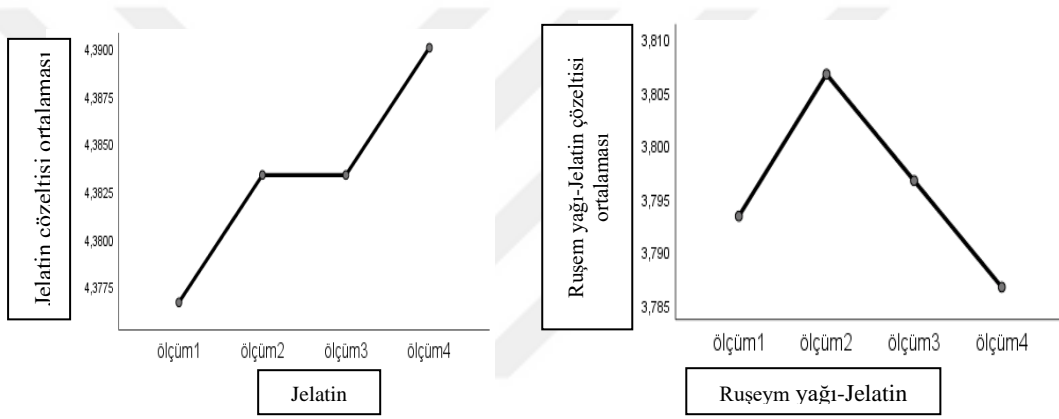 Jelatin cözeltisi ortalaması
4,3900
4,3875
4,3850
4,3825
4,3800
4,3775
ölçüm1 ölçüm2 ölçüm3 ölçüm4
Jelatin
Ruşem yağı-Jelatin çözeltisi
ortalaması
3,810
3,805
3,800
3,795
3,790
3,785
ölçüm1 ölçüm2 ölçüm3 ölçüm4
Ruşeym yağı-Jelatin